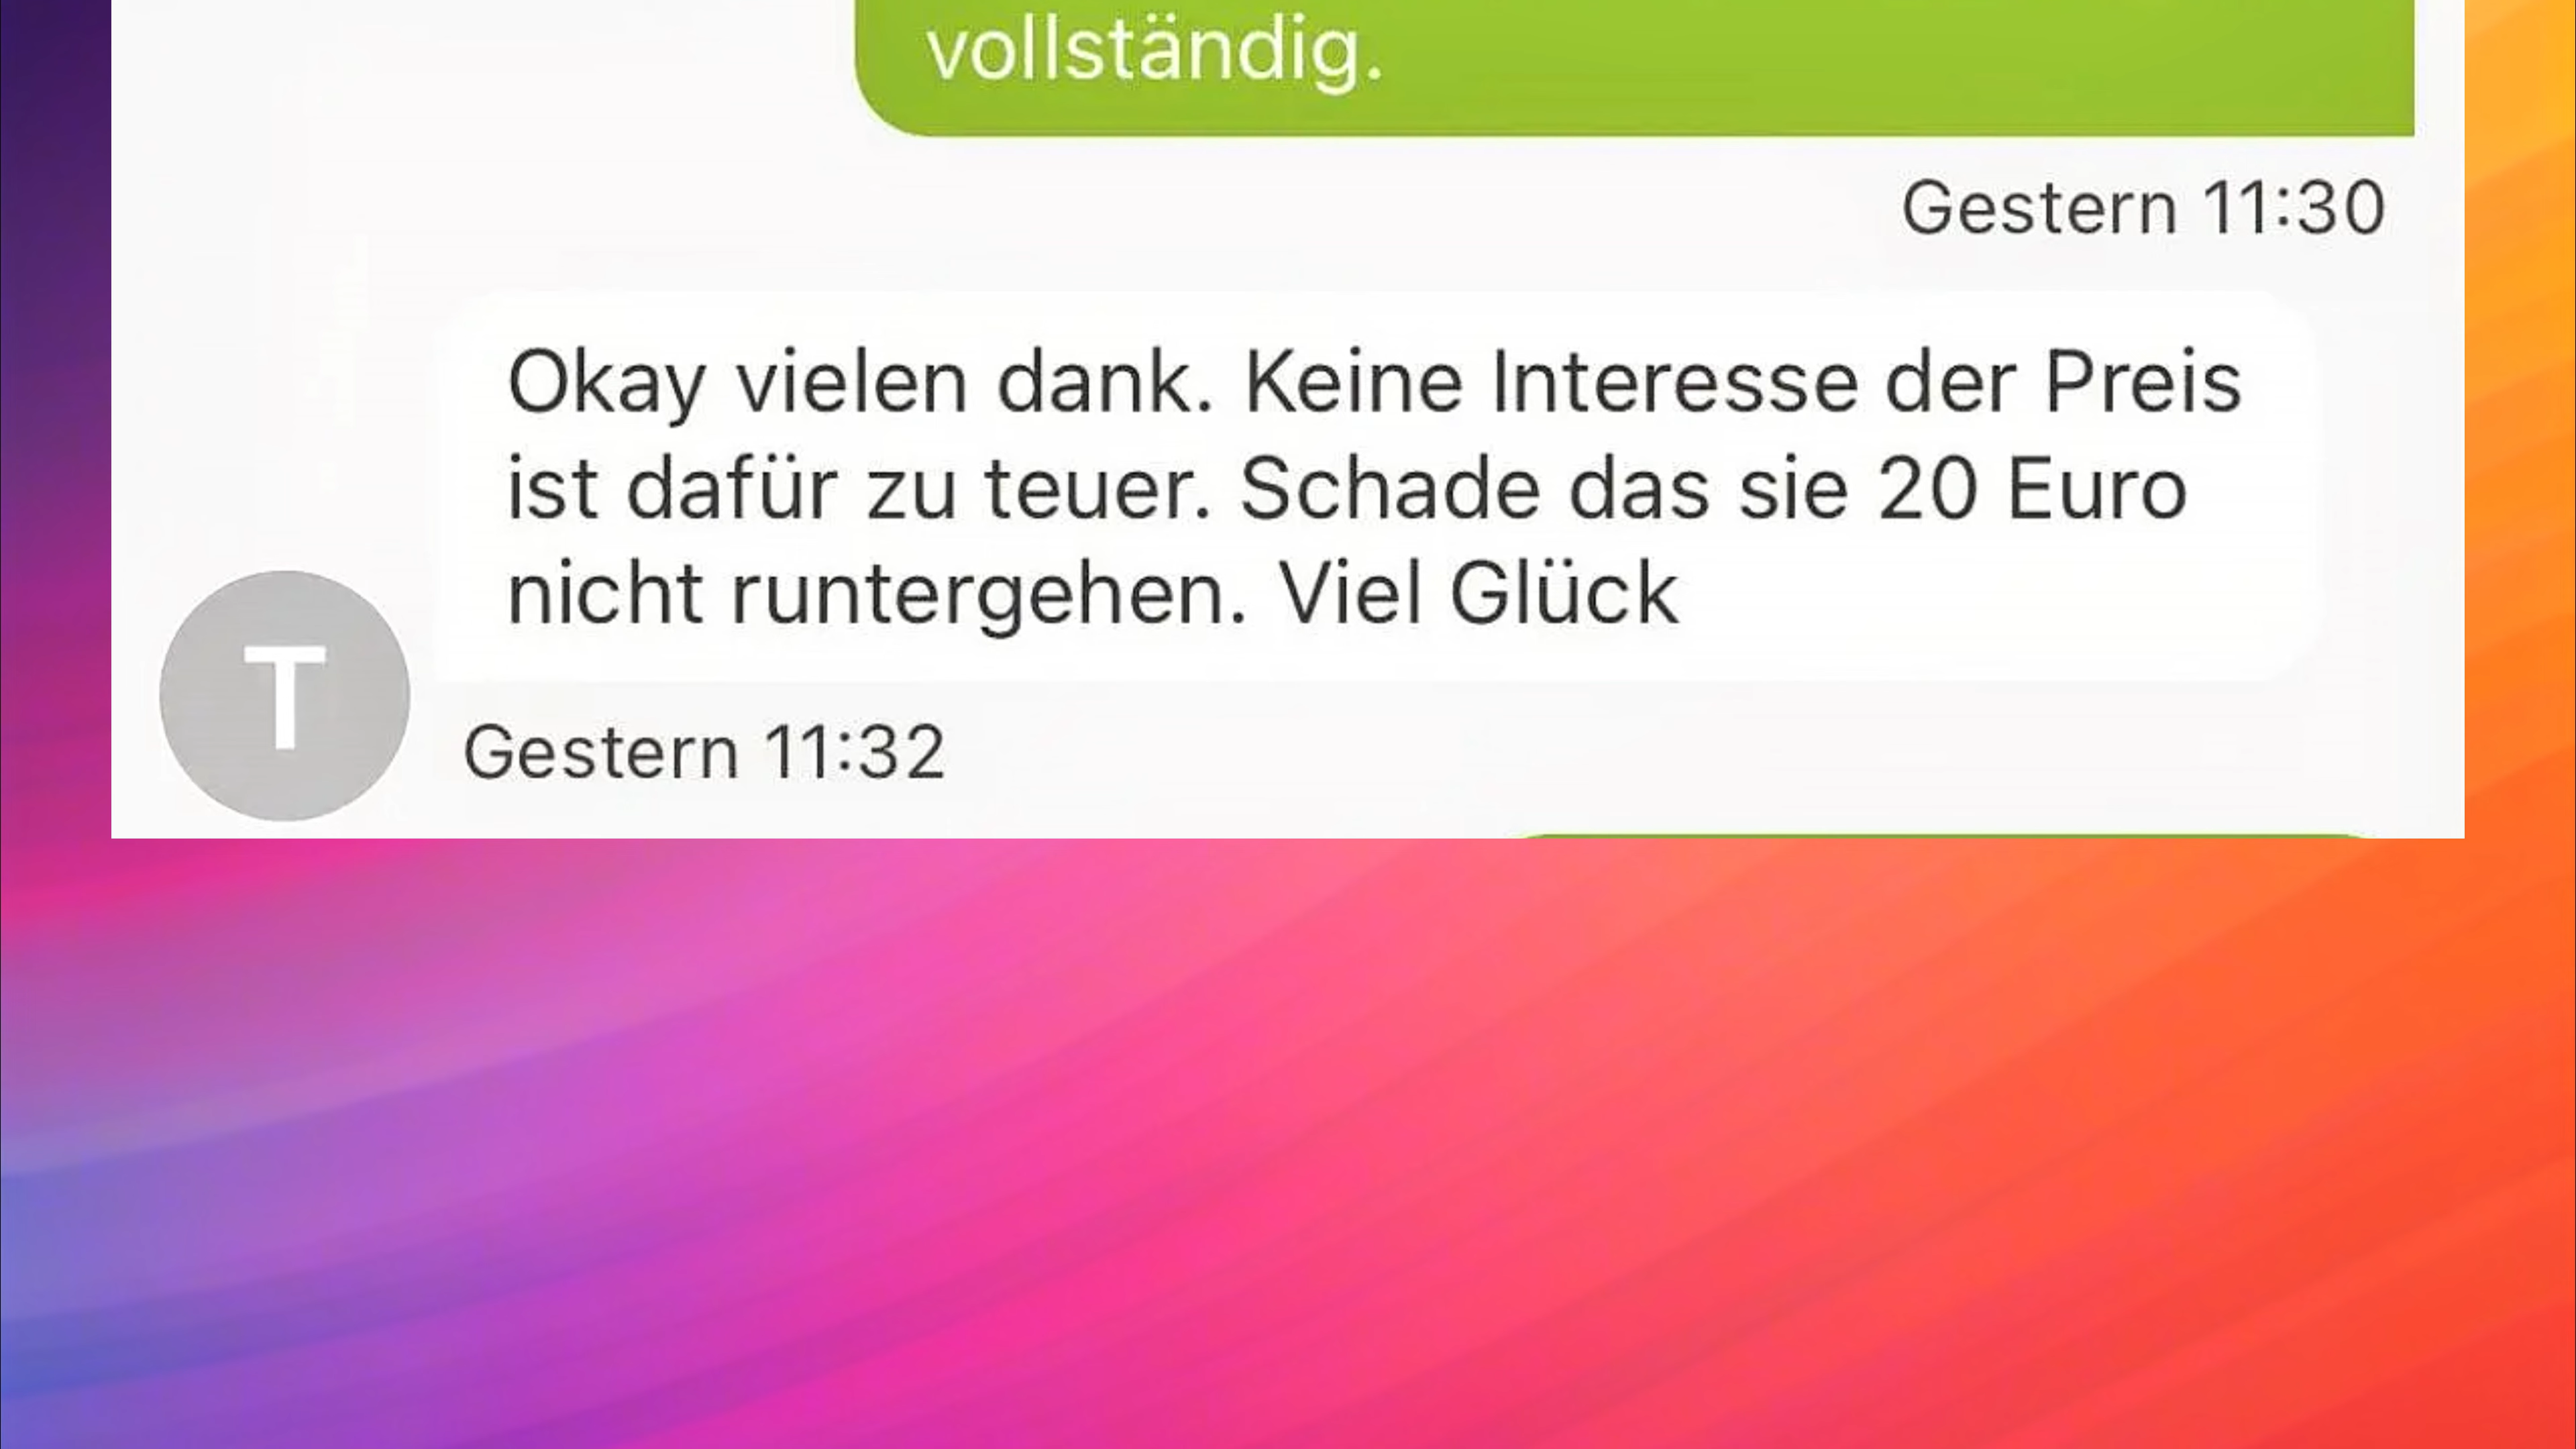 vollständig.
Gestern 11:30
Okay vielen dank. Keine Interesse der Preis
ist dafür zu teuer. Schade das sie 20 Euro
nicht runtergehen. Viel Glück
T
Gestern 11:32